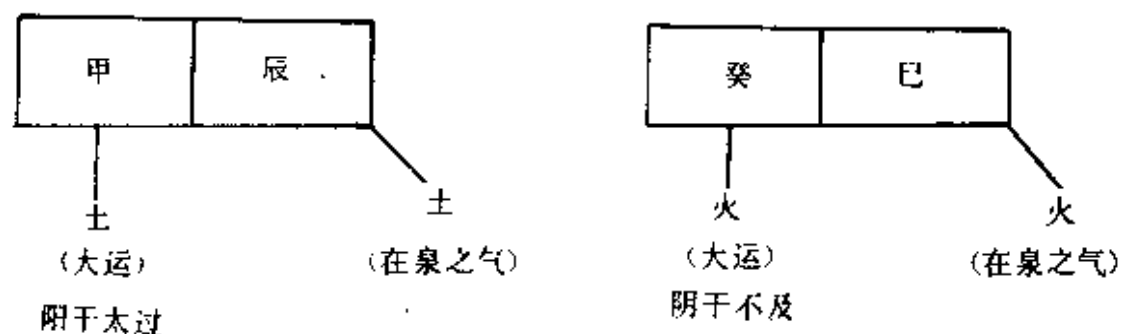 甲 辰 癸 巳
土 土 火 火
(大运) (在泉之气) (大运) (在泉之气)
阳干太过 阴干不及